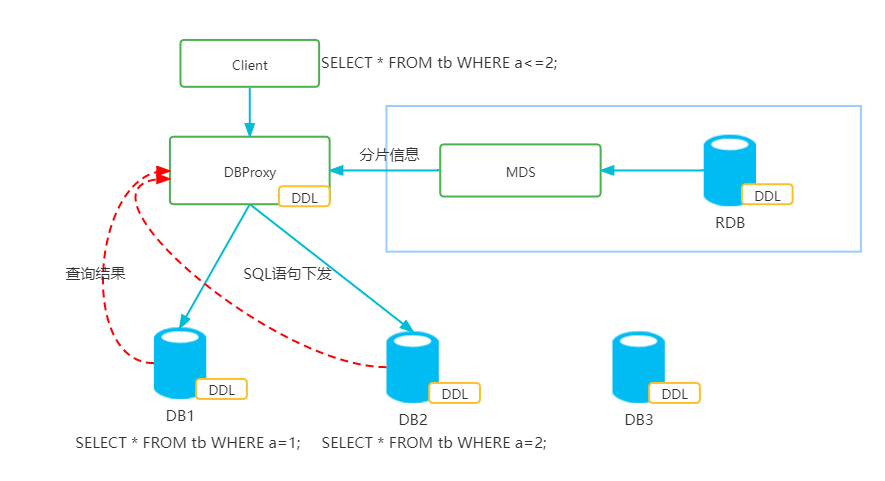 Client
SELECT * FROM tb WHERE a<=2;
分片信息
DBProxy
MDS
DDL
DDL
RDB
查询结果
SQL语句下发
DDL
DDL
DDL
DB1
DB2
DB3
SELECT * FROM tb WHERE a=1;
SELECT * FROM tb WHERE a=2;